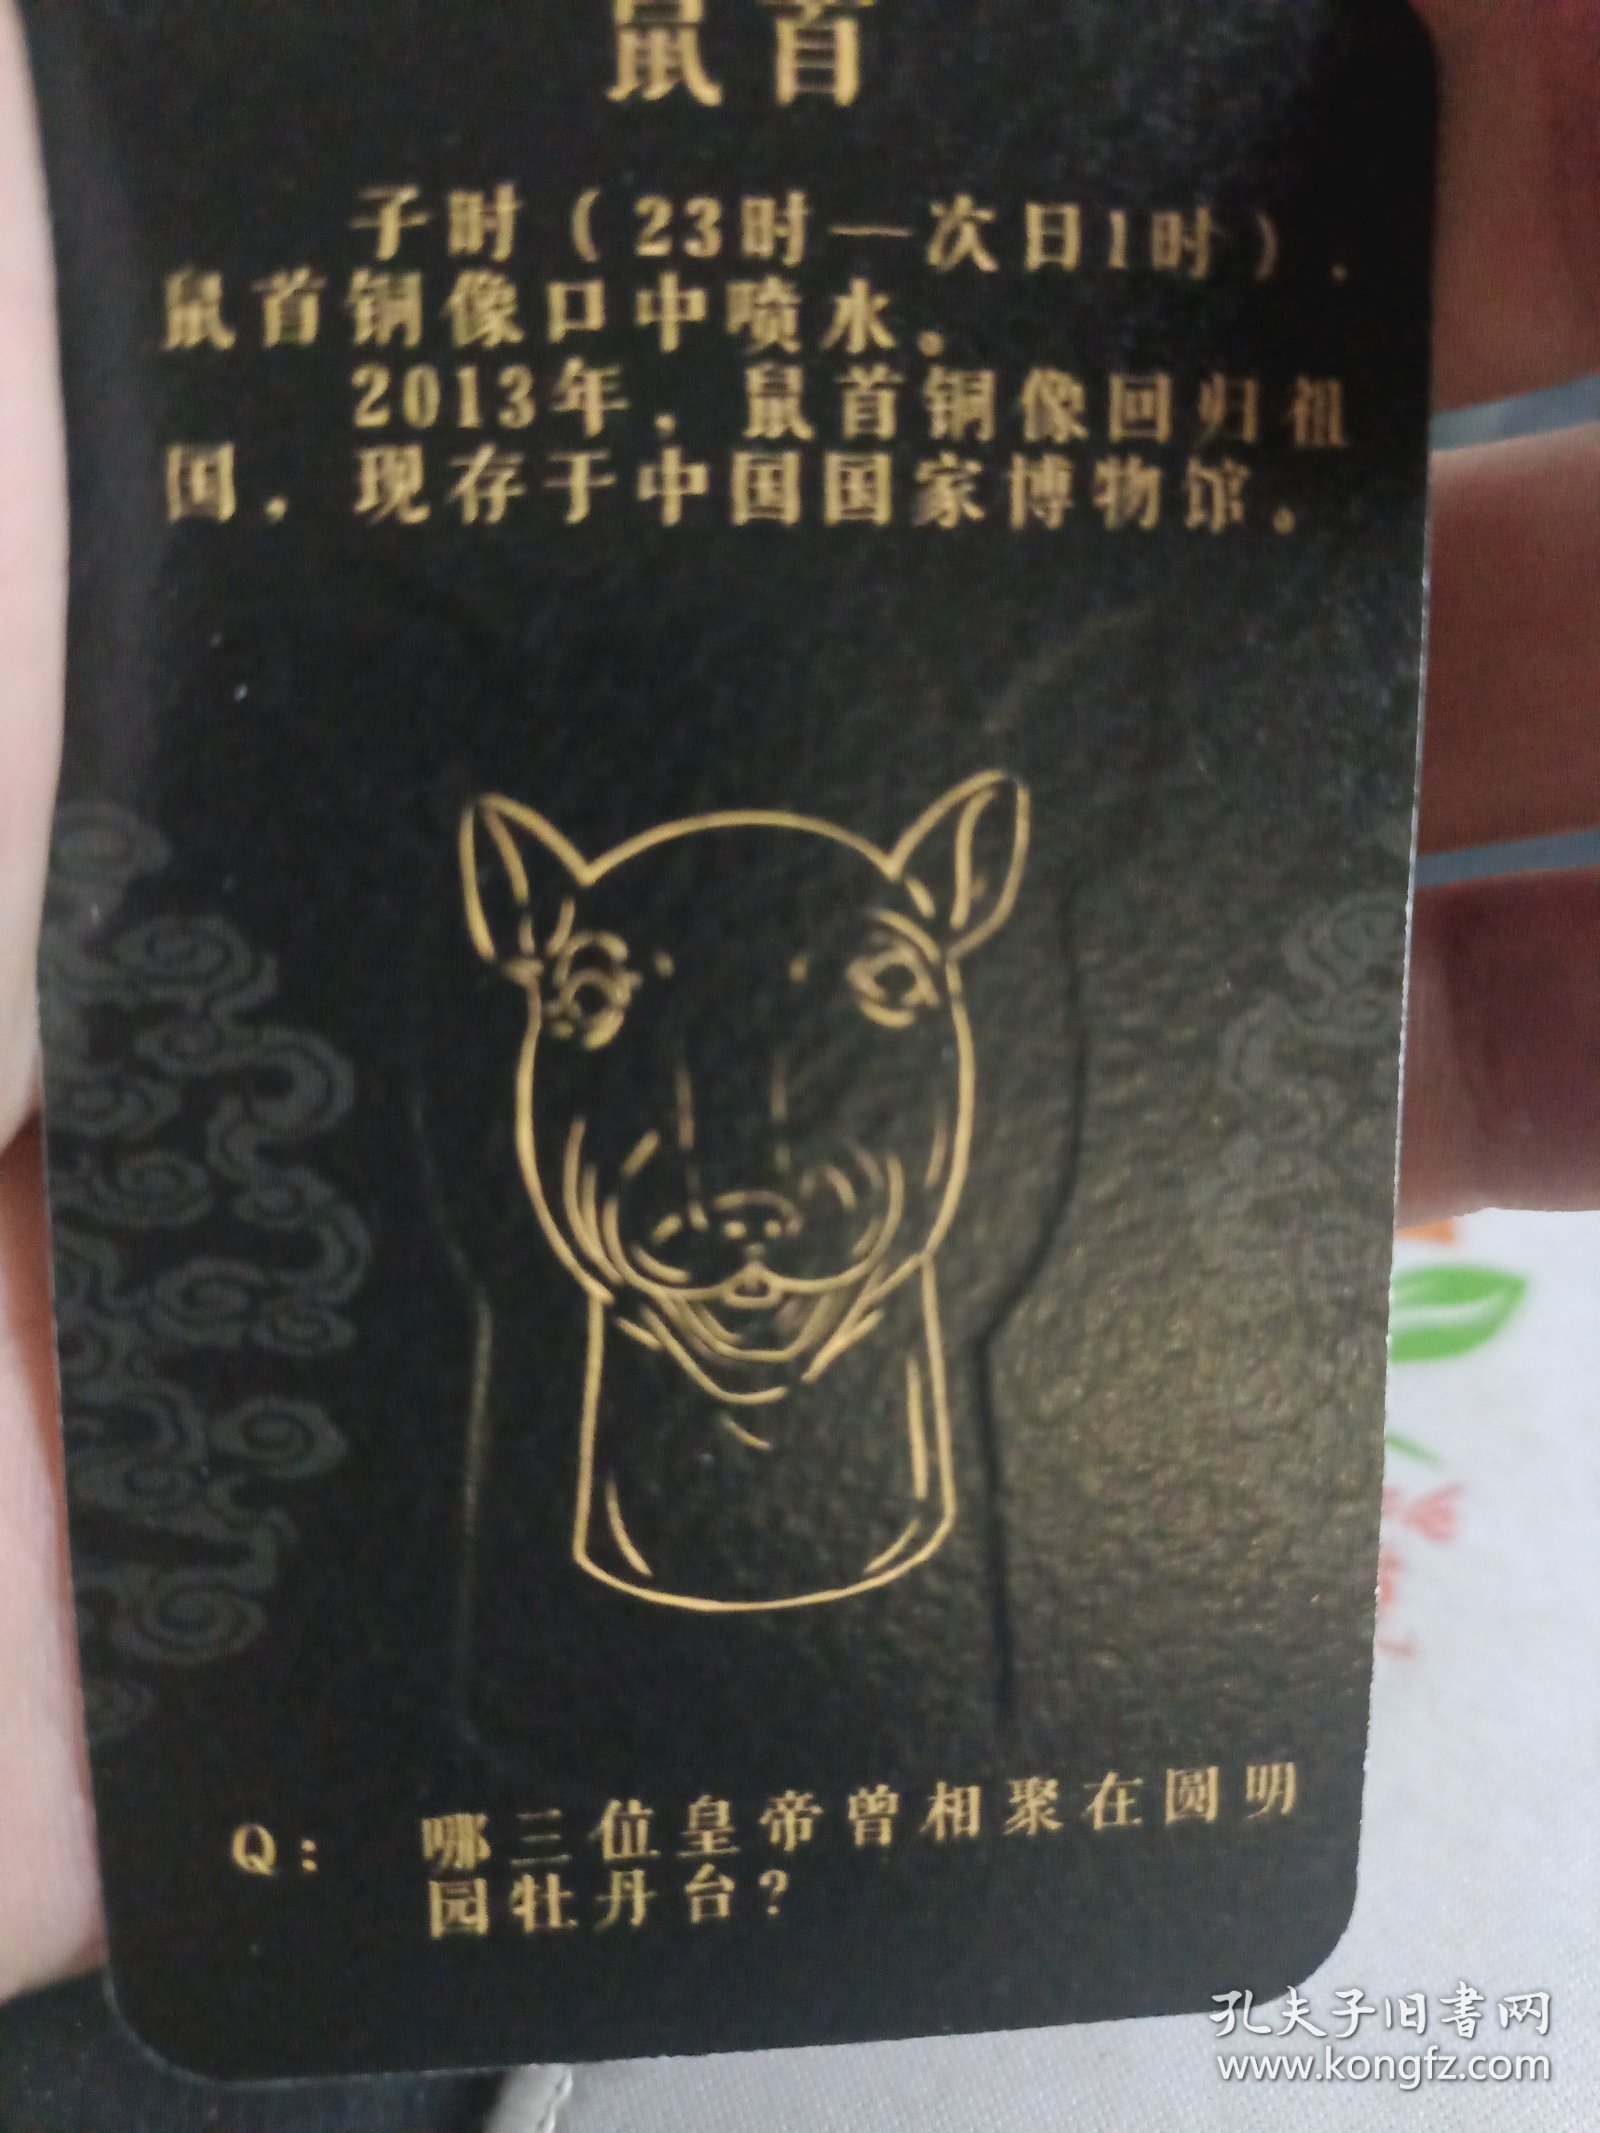 鼠首
子时（23时—次日1时），
鼠首铜像口中喷水。
2013年，鼠首铜像回归祖
国，现存于中国国家博物馆。
Q： 哪三位皇帝曾相聚在圆明
园牡丹台？
孔夫子旧书网
www.kongfz.com